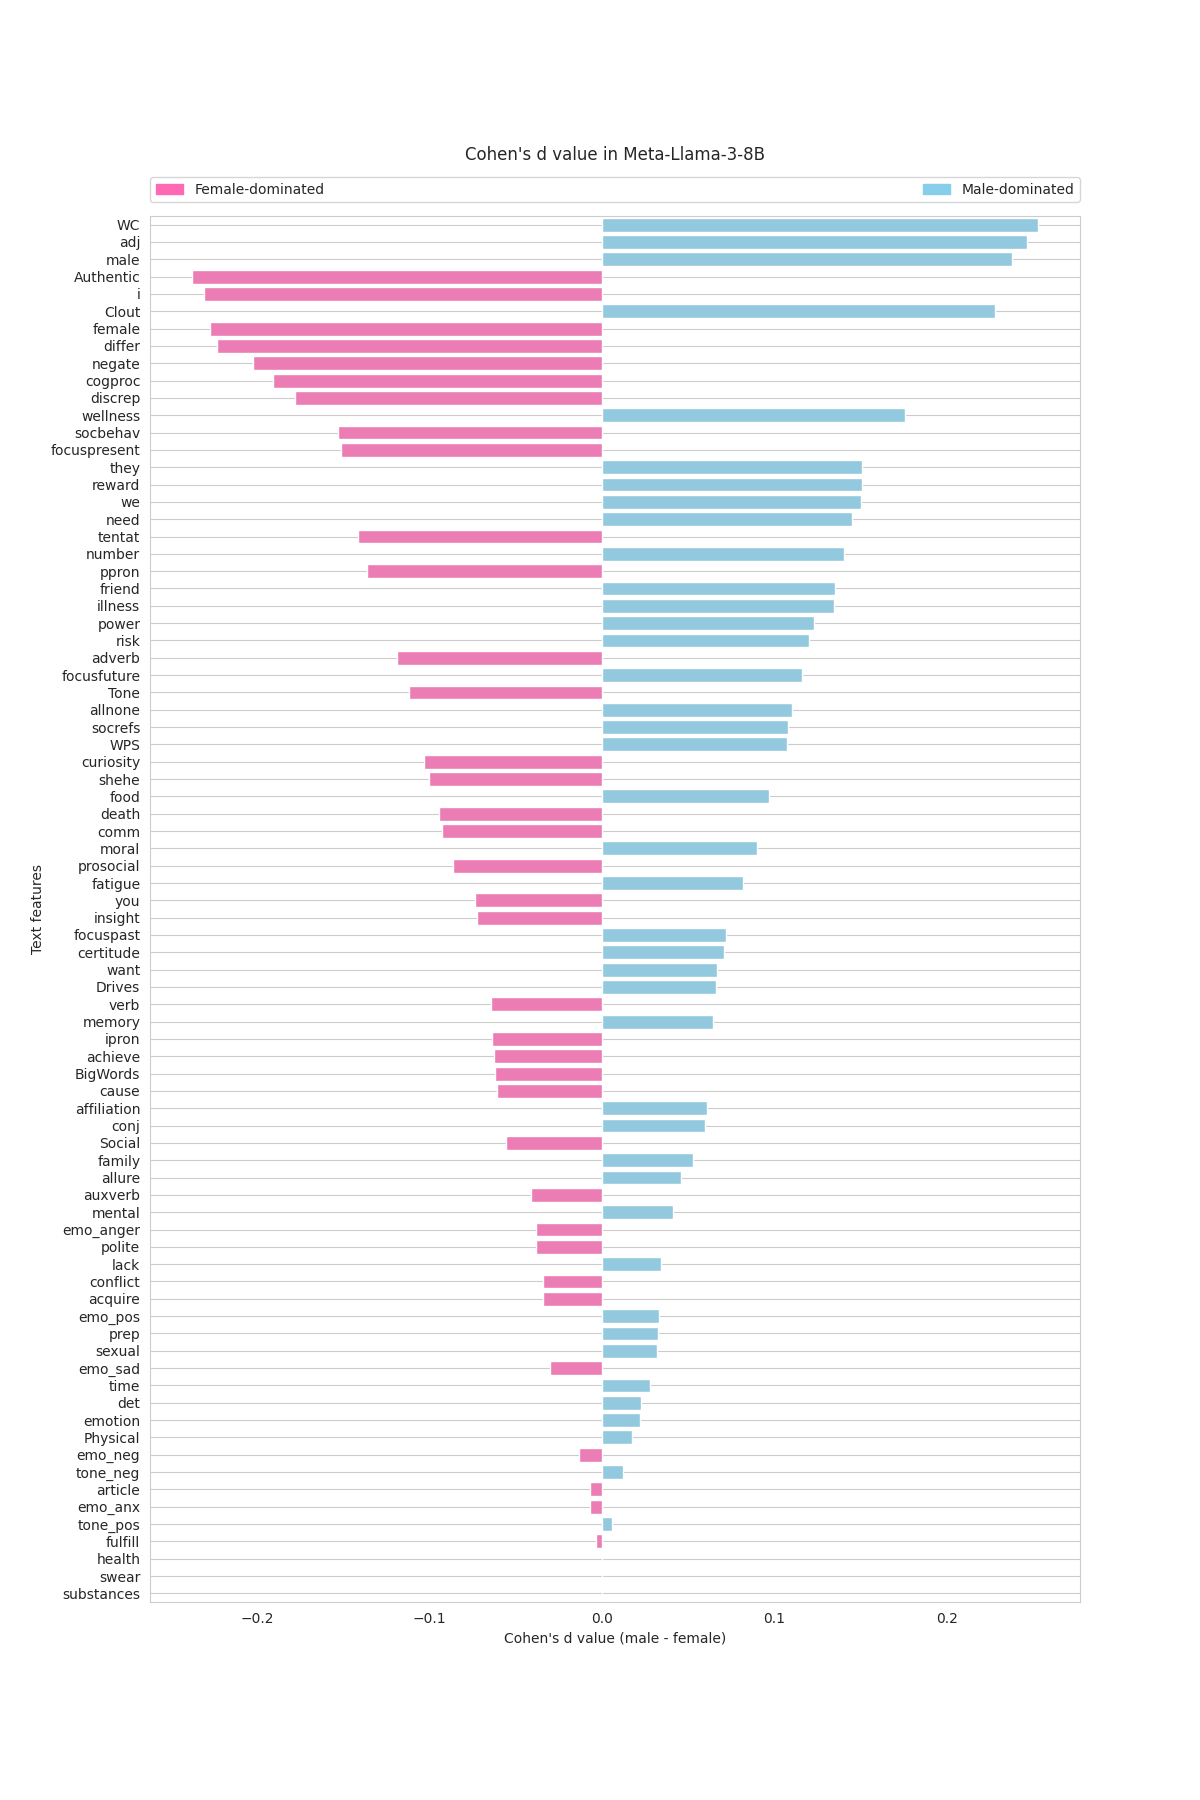 Cohen's d value in Meta-Llama-3-8B
Female-dominated Male-dominated
WC
adj
male
Authentic
i
Clout
female
differ
negate
cogproc
discrep
wellness
socbehav
focuspresent
they
reward
we
need
tentat
number
ppron
friend
illness
power
risk
adverb
focusfuture
Tone
allnone
socrefs
WPS
curiosity
shehe
food
death
comm
moral
prosocial
fatigue
you
insight
focuspast
certitude
want
Drives
verb
memory
ipron
achieve
BigWords
cause
affiliation
conj
Social
family
allure
auxverb
mental
emo_anger
polite
lack
conflict
acquire
emo_pos
prep
sexual
emo_sad
time
det
emotion
Physical
emo_neg
tone_neg
article
emo_anx
tone_pos
fulfill
health
swear
substances
Text features
−0.2 −0.1 0.0 0.1 0.2
Cohen's d value (male - female)